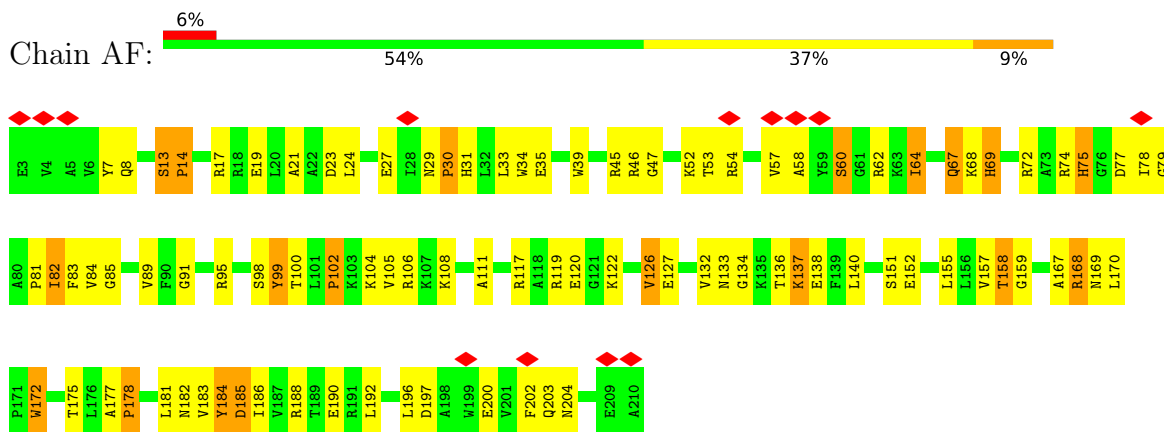 6%
Chain AF:
54% 37% 9%
E3 V4 A5 V6 Y7 Q8 S13 P14 R17 R18 E19 L20 A21 A22 D23 L24 E27 I28 N29 P30 H31 L32 L33 W34 E35 W39 R45 R46 G47 K52 T53 R54 V57 A58 Y59 S60 G61 R62 K63 I64 Q67 K68 H69 R72 A73 R74 H75 G76 D77 I78 G79
A80 P81 I82 F83 V84 G85 V89 F90 G91 R95 S98 Y99 T100 L101 P102 K103 K104 V105 R106 K107 K108 A111 R117 A118 R119 E120 G121 K122 V126 E127 V132 N133 G134 K135 T136 K137 E138 F139 L140 S151 E152 L155 L156 V157 T158 G159 A167 R168 N169 L170
P171 W172 T175 L176 A177 P178 L181 N182 V183 Y184 D185 I186 V187 R188 T189 E190 R191 L192 L196 D197 A198 W199 E200 V201 F202 Q203 N204 E209 A210